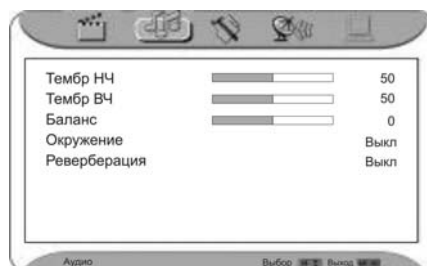 Тембр НЧ 50
Тембр ВЧ 50
Баланс 0
Окружение Выкл
Реверберация Выкл
Аудио Выбор Выход